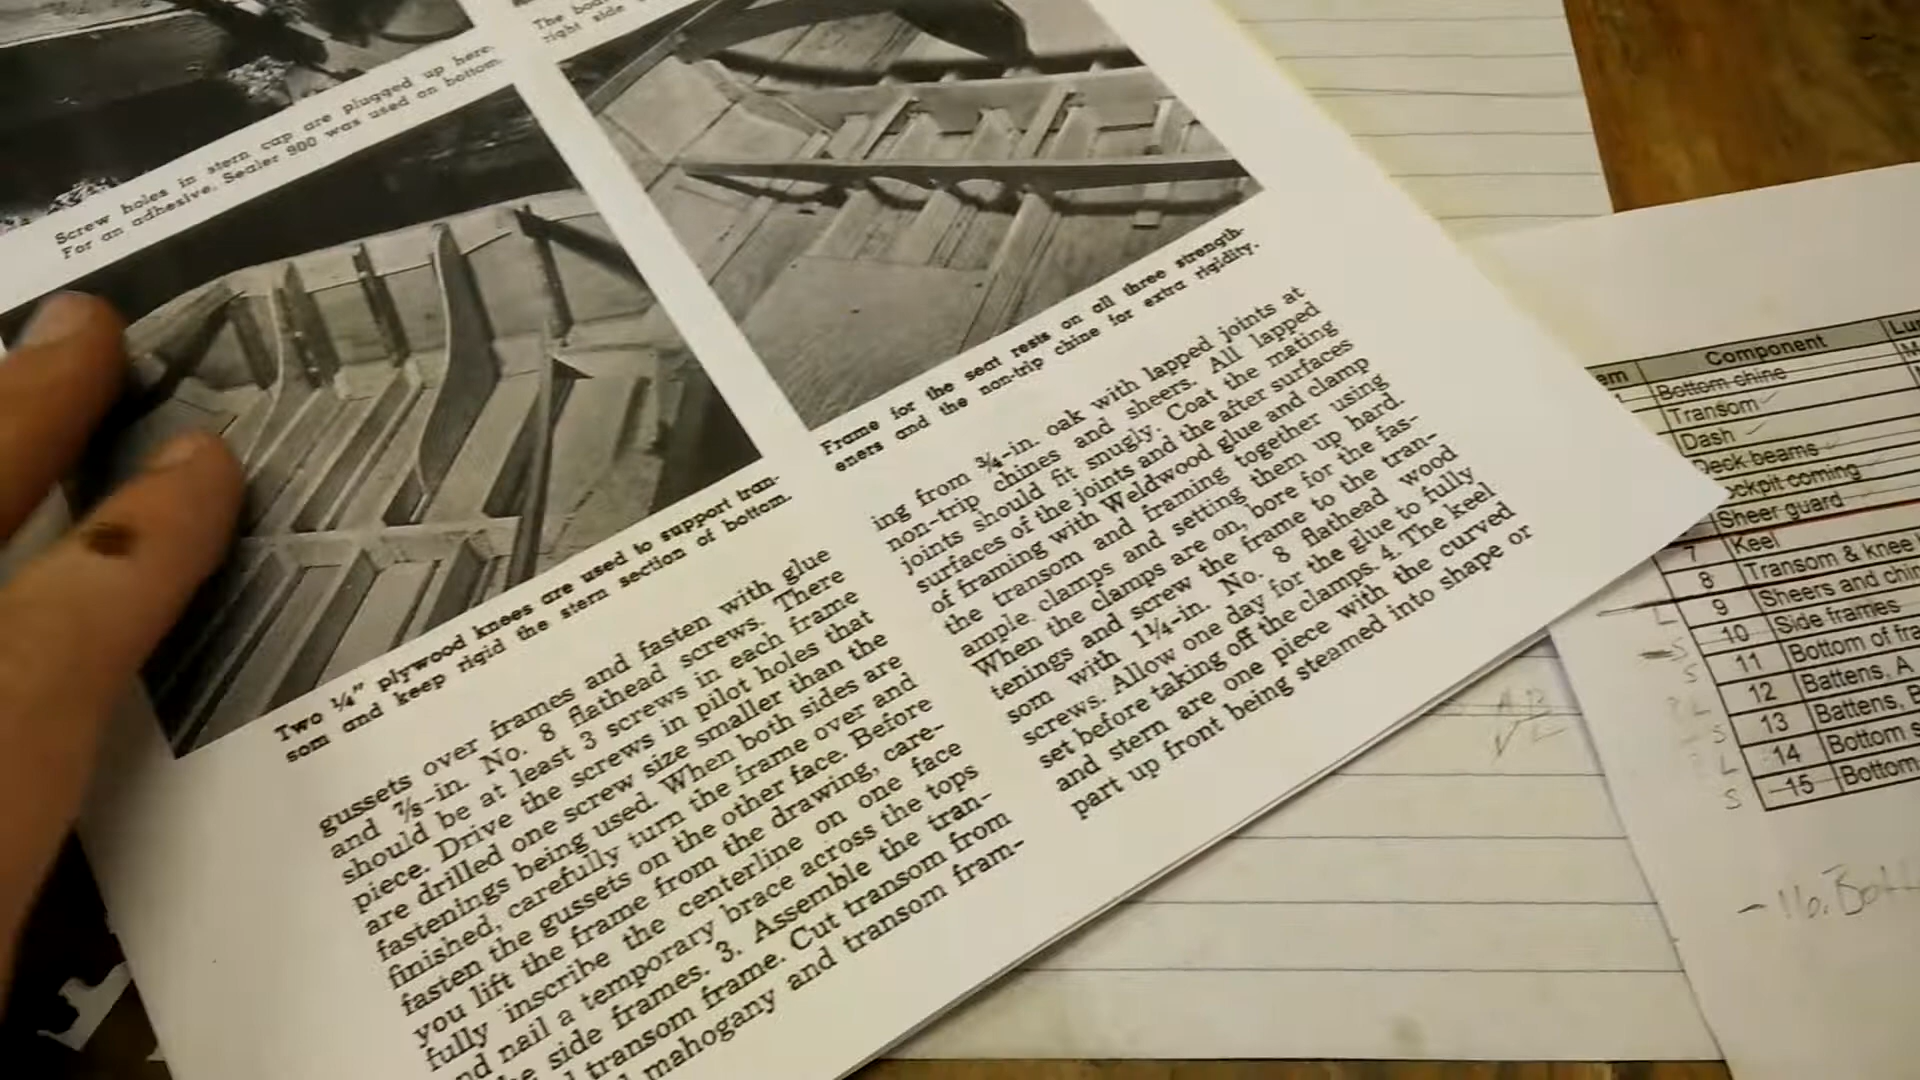 The
right side
Screw holes in stern cap are plugged up here.
For an adhesive, Sealer 900 was used on bottom.
Two ¼" plywood knees are used to support tran-
som and keep rigid the stern section of bottom.
gussets over frames and fasten with glue
and ⅞-in. No. 8 flathead screws. There
should be at least 3 screws in each frame
piece. Drive the screws in pilot holes that
are drilled one screw size smaller than the
fastenings being used. When both sides are
finished, carefully turn the frame over and
fasten the gussets on the other face. Before
you lift the frame from the drawing, care-
fully inscribe the centerline on one face
nd nail a temporary brace across the tops
side frames. 3. Assemble the tran-
transom frame. Cut transom from
mahogany and transom fram-
Frame for the seat rests on all three strength-
eners and the non-trip chine for extra rigidity.
ing from ¾-in. oak with lapped joints at
non-trip chines and sheers. All lapped
joints should fit snugly. Coat the mating
surfaces of the joints and the after surfaces
of framing with Weldwood glue and clamp
the transom and framing together using
ample clamps and setting them up hard.
When the clamps are on, bore for the fas-
tenings and screw the frame to the tran-
som with 1¼-in. No. 8 flathead wood
screws. Allow one day for the glue to fully
set before taking off the clamps. 4. The keel
and stern are one piece with the curved
part up front being steamed into shape or
em Component Lu
Bottom chine
Transom
Dash
Deck beams
ckpit coming
Sheer guard
7 Keel
8 Transom & knee
L 9 Sheers and chin
S 10 Side frames
S 11 Bottom of fra
L 12 Battens, A
S 13 Battens, B
L 14 Bottom s
S 15 Bottom